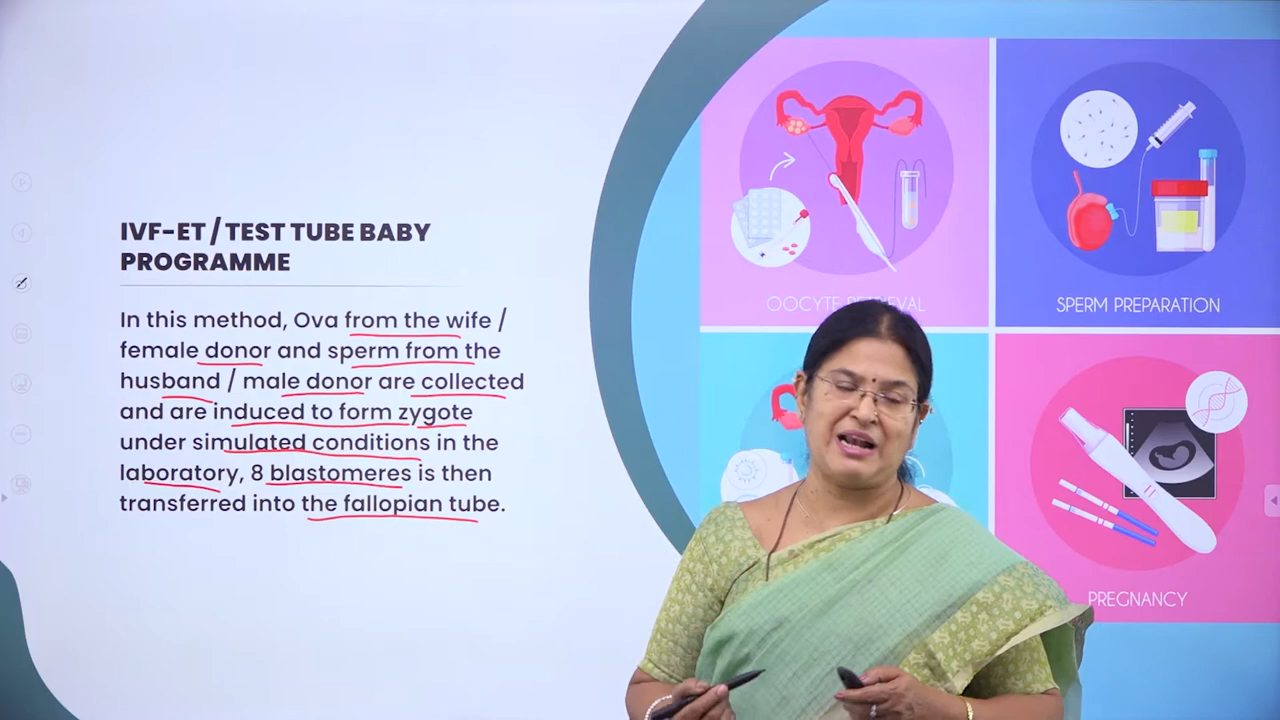 IVF-ET / TEST TUBE BABY
PROGRAMME
In this method, Ova from the wife /
female donor and sperm from the
husband / male donor are collected
and are induced to form zygote
under simulated conditions in the
laboratory, 8 blastomeres is then
transferred into the fallopian tube.
OOCYTE RETRIEVAL
SPERM PREPARATION
PREGNANCY